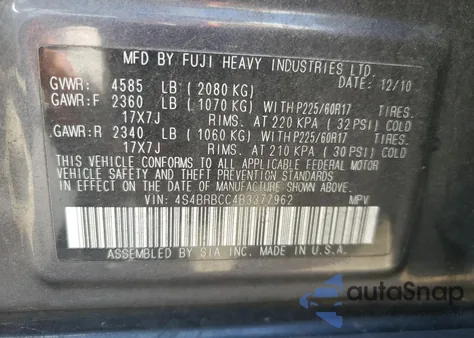 MFD BY FUJI HEAVY INDUSTRIES LTD.
DATE: 12/10
GVWR: 4585 LB ( 2080 KG)
GAWR:F 2360 LB ( 1070 KG) WITH P225/60R17 TIRES.
17X7J RIMS. AT 220 KPA ( 32 PSI) COLD
GAWR:R 2340 LB ( 1060 KG) WITH P225/60R17 TIRES.
17X7J RIMS. AT 210 KPA ( 30 PSI) COLD
THIS VEHICLE CONFORMS TO ALL APPLICABLE FEDERAL MOTOR
VEHICLE SAFETY AND THEFT PREVENTION STANDARDS
IN EFFECT ON THE DATE OF MANUFACTURE SHOWN ABOVE.
VIN: 4S4BRBCC4B3377962 MPV
ASSEMBLED BY SIA INC. MADE IN U.S.A.
autoSnap